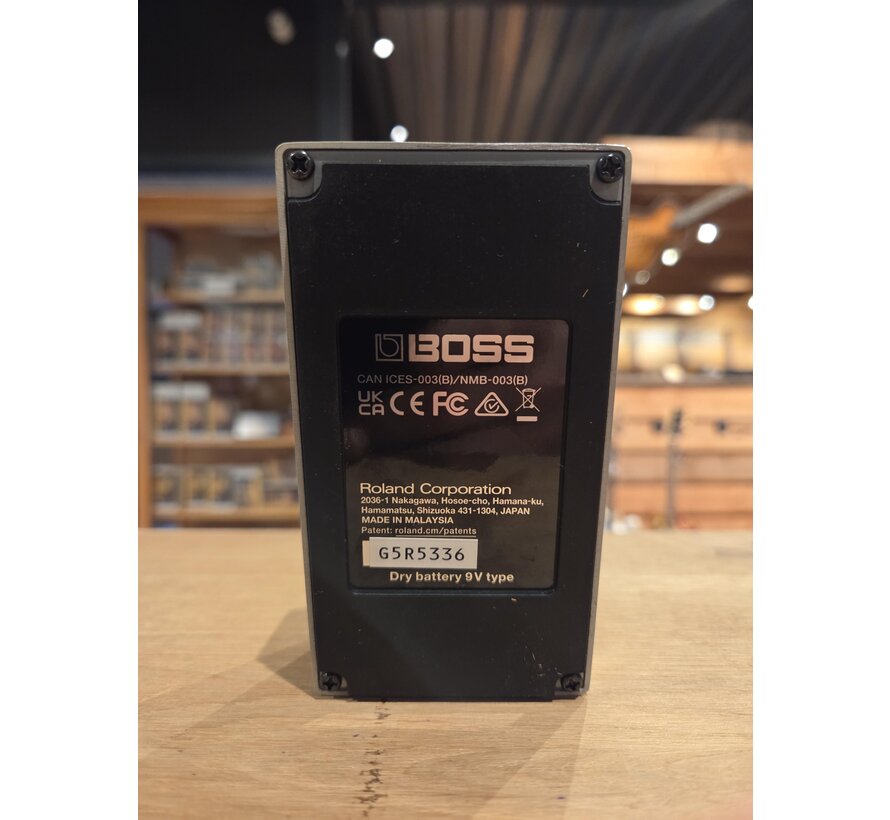 BOSS
CAN ICES-003(B)/NMB-003(B)
UK CA CE FC
Roland Corporation
2036-1 Nakagawa, Hosoe-cho, Hamana-ku,
Hamamatsu, Shizuoka 431-1304, JAPAN
MADE IN MALAYSIA
Patent: roland.cm/patents
G5R5336
Dry battery 9V type